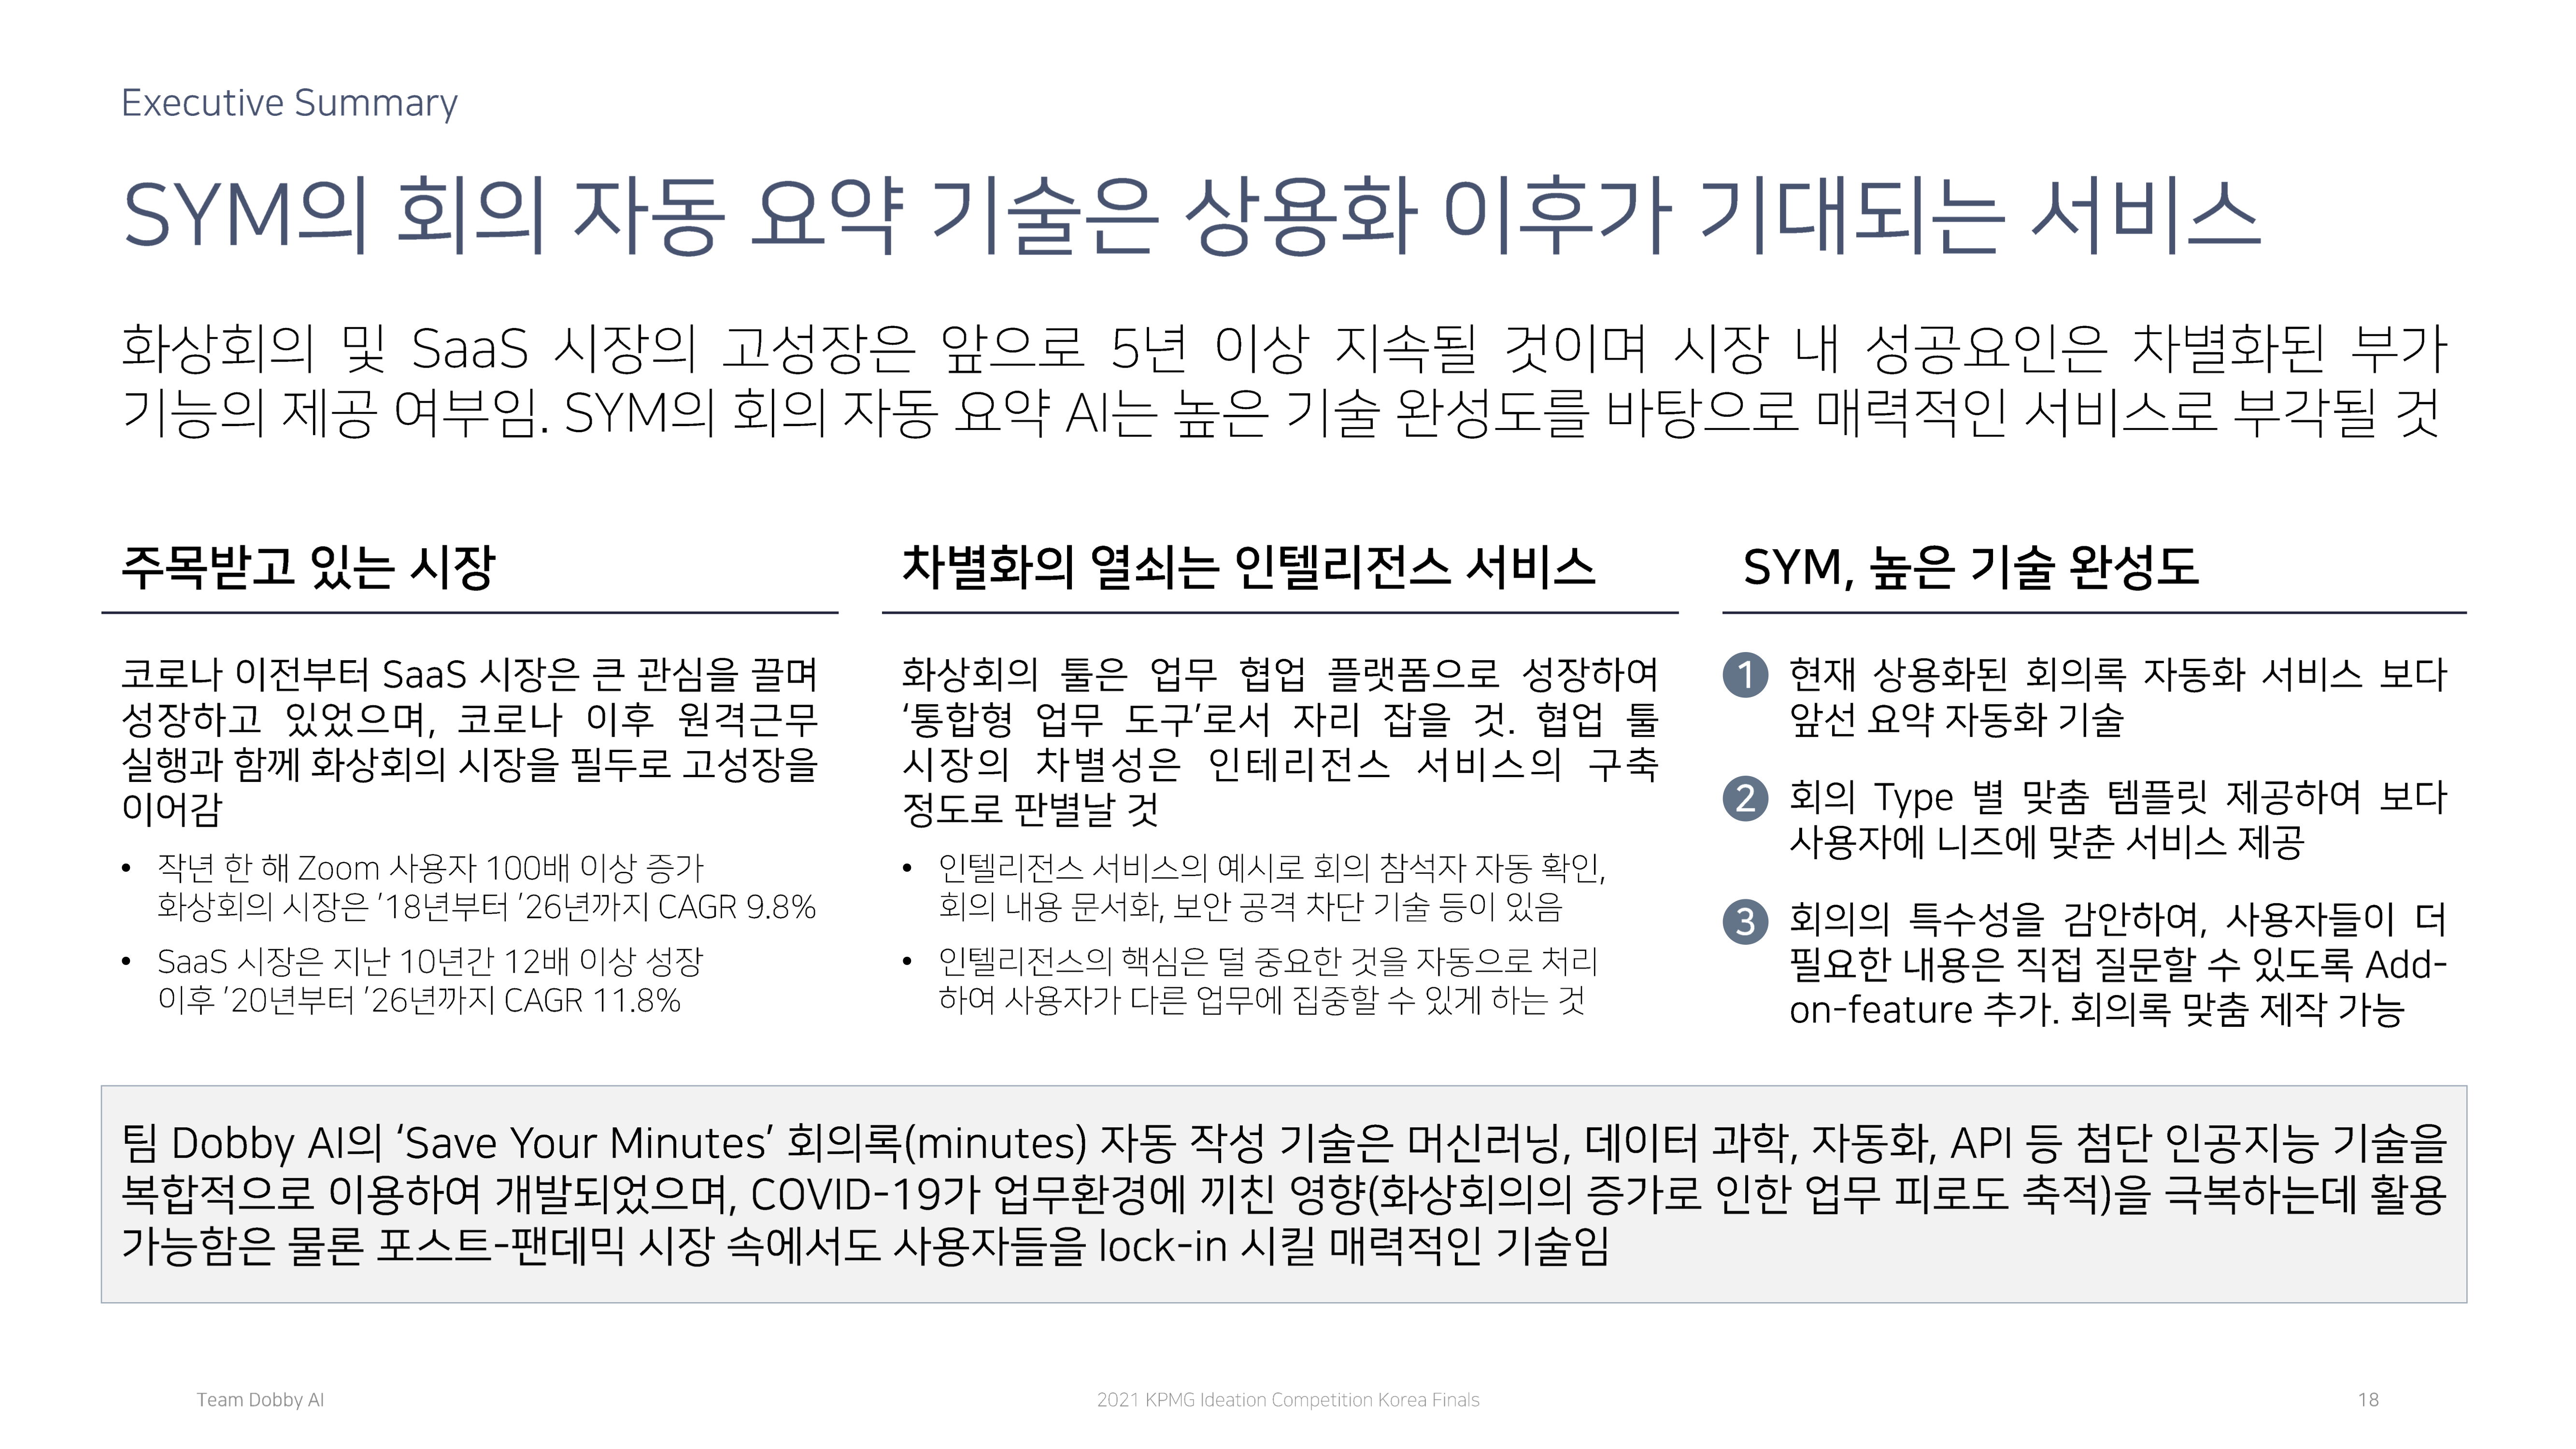 Executive Summary
SYM의 회의 자동 요약 기술은 상용화 이후가 기대되는 서비스
화상회의 및 SaaS 시장의 고성장은 앞으로 5년 이상 지속될 것이며 시장 내 성공요인은 차별화된 부가
기능의 제공 여부임. SYM의 회의 자동 요약 AI는 높은 기술 완성도를 바탕으로 매력적인 서비스로 부각될 것
주목받고 있는 시장
코로나 이전부터 SaaS 시장은 큰 관심을 끌며
성장하고 있었으며, 코로나 이후 원격근무
실행과 함께 화상회의 시장을 필두로 고성장을
이어감
• 작년 한 해 Zoom 사용자 100배 이상 증가
화상회의 시장은 ’18년부터 ’26년까지 CAGR 9.8%
• SaaS 시장은 지난 10년간 12배 이상 성장
이후 ’20년부터 ’26년까지 CAGR 11.8%
차별화의 열쇠는 인텔리전스 서비스
화상회의 툴은 업무 협업 플랫폼으로 성장하여
‘통합형 업무 도구’로서 자리 잡을 것. 협업 툴
시장의 차별성은 인테리전스 서비스의 구축
정도로 판별날 것
• 인텔리전스 서비스의 예시로 회의 참석자 자동 확인,
회의 내용 문서화, 보안 공격 차단 기술 등이 있음
• 인텔리전스의 핵심은 덜 중요한 것을 자동으로 처리
하여 사용자가 다른 업무에 집중할 수 있게 하는 것
SYM, 높은 기술 완성도
1 현재 상용화된 회의록 자동화 서비스 보다
앞선 요약 자동화 기술
2 회의 Type 별 맞춤 템플릿 제공하여 보다
사용자에 니즈에 맞춘 서비스 제공
3 회의의 특수성을 감안하여, 사용자들이 더
필요한 내용은 직접 질문할 수 있도록 Add-
on-feature 추가. 회의록 맞춤 제작 가능
팀 Dobby AI의 ‘Save Your Minutes’ 회의록(minutes) 자동 작성 기술은 머신러닝, 데이터 과학, 자동화, API 등 첨단 인공지능 기술을
복합적으로 이용하여 개발되었으며, COVID-19가 업무환경에 끼친 영향(화상회의의 증가로 인한 업무 피로도 축적)을 극복하는데 활용
가능함은 물론 포스트-팬데믹 시장 속에서도 사용자들을 lock-in 시킬 매력적인 기술임
Team Dobby AI
2021 KPMG Ideation Competition Korea Finals
18